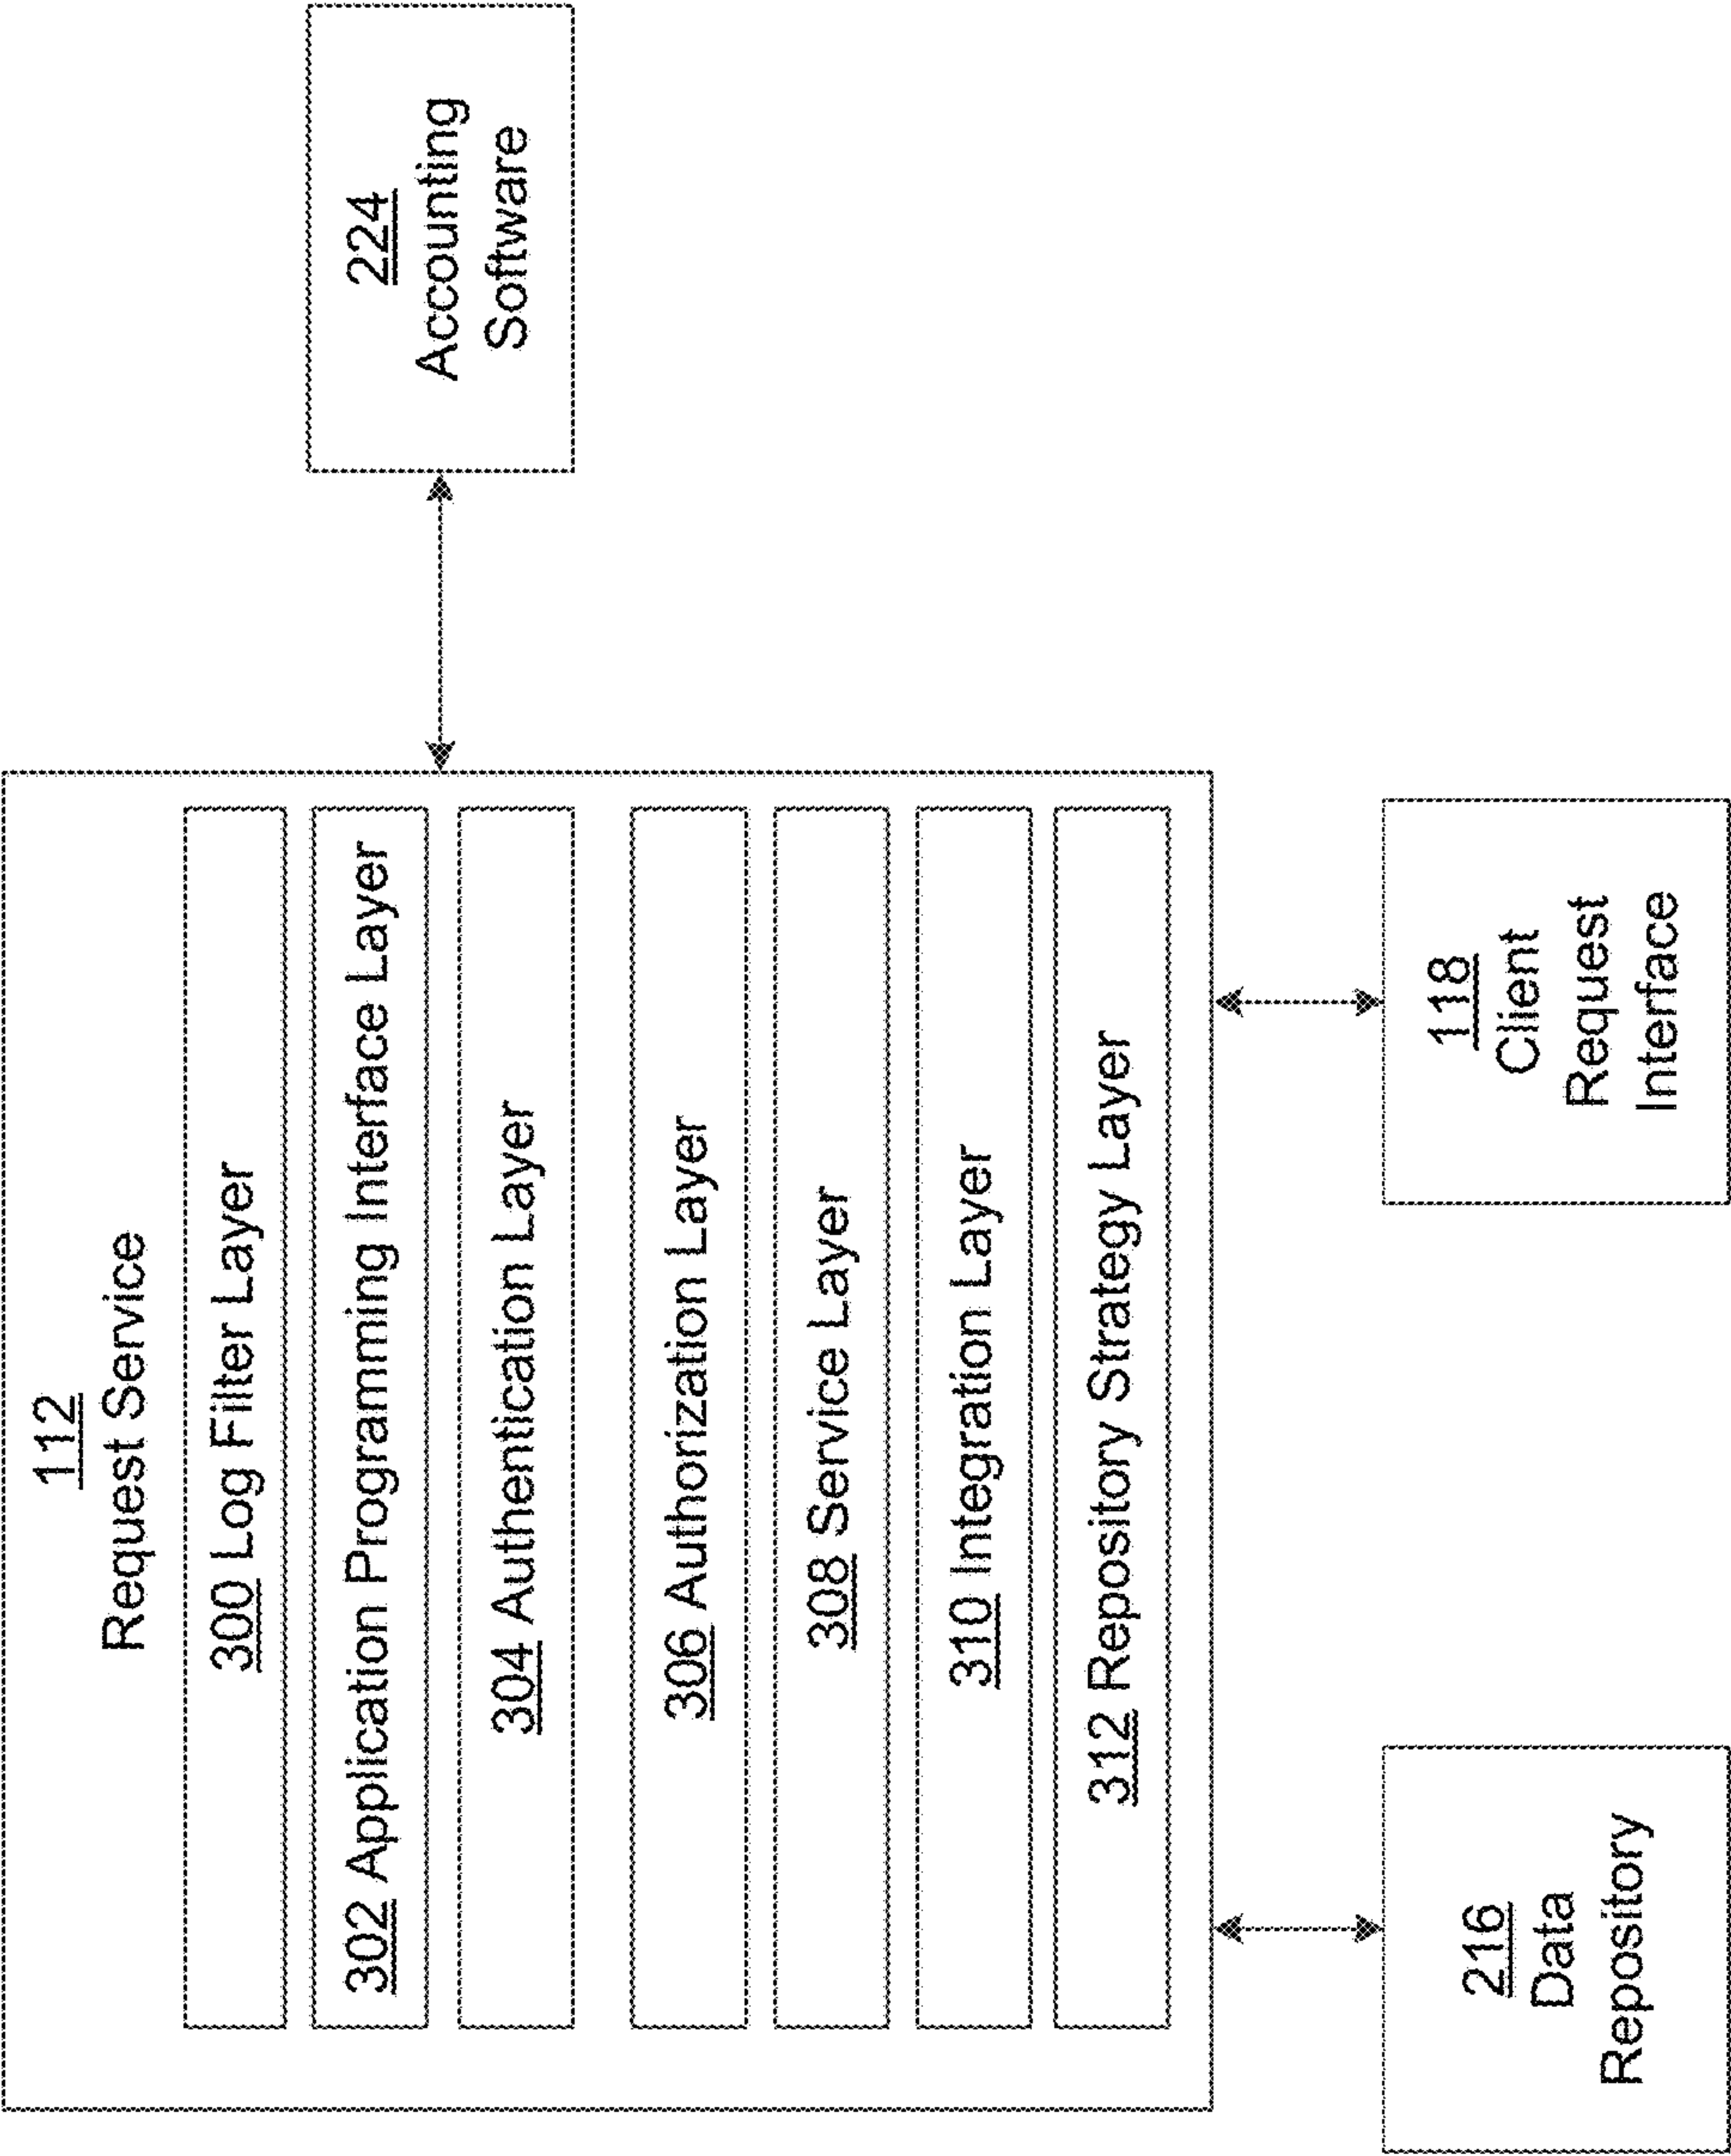 112
Request Service
300 Log Filter Layer
302 Application Programming Interface Layer
304 Authentication Layer
306 Authorization Layer
308 Service Layer
310 Integration Layer
312 Repository Strategy Layer
224
Accounting
Software
216
Data
Repository
118
Client
Request
Interface